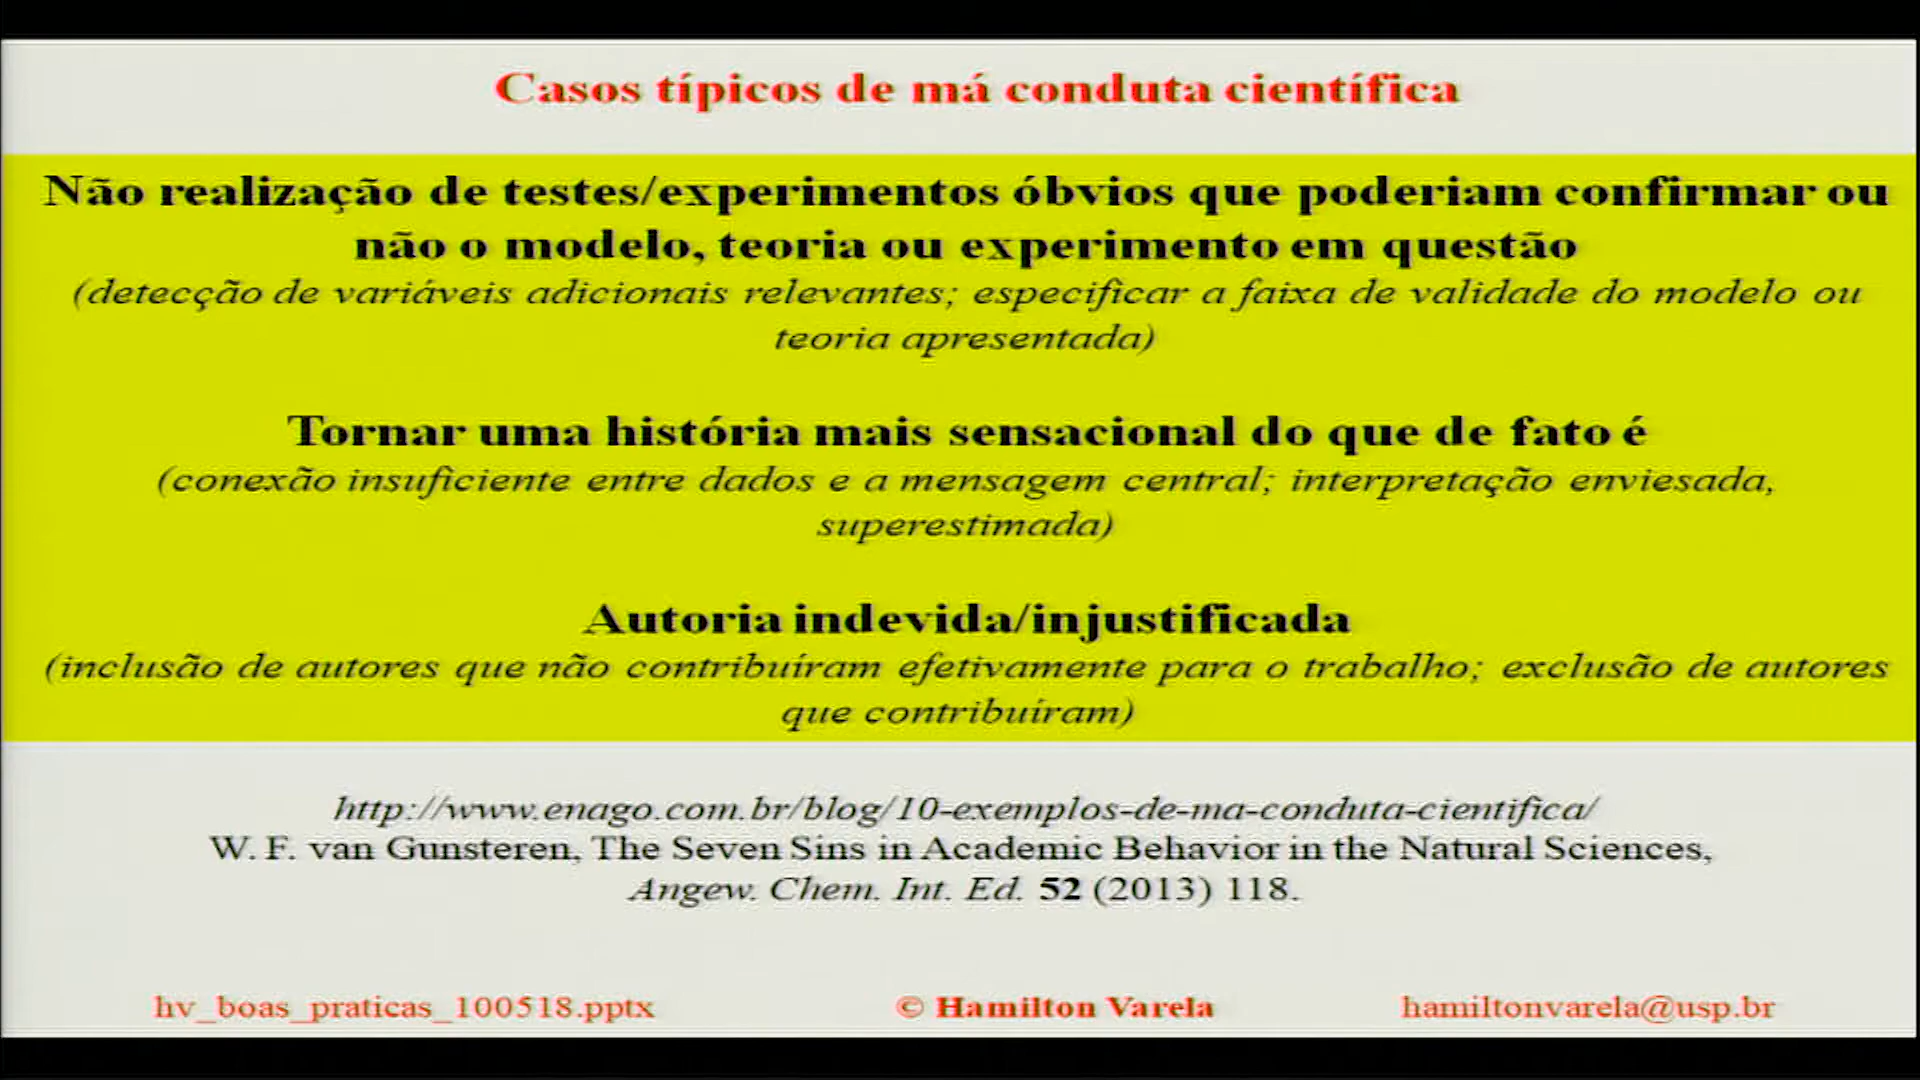 Casos típicos de má conduta científica
Não realização de testes/experimentos óbvios que poderiam confirmar ou
não o modelo, teoria ou experimento em questão
(detecção de variáveis adicionais relevantes; especificar a faixa de validade do modelo ou
teoria apresentada)
Tornar uma história mais sensacional do que de fato é
(conexão insuficiente entre dados e a mensagem central; interpretação enviesada,
superestimada)
Autoria indevida/injustificada
(inclusão de autores que não contribuíram efetivamente para o trabalho; exclusão de autores
que contribuíram)
http://www.enago.com.br/blog/10-exemplos-de-ma-conduta-cientifica/
W. F. van Gunsteren, The Seven Sins in Academic Behavior in the Natural Sciences,
Angew. Chem. Int. Ed. 52 (2013) 118.
hv_boas_praticas_100518.pptx © Hamilton Varela hamiltonvarela@usp.br